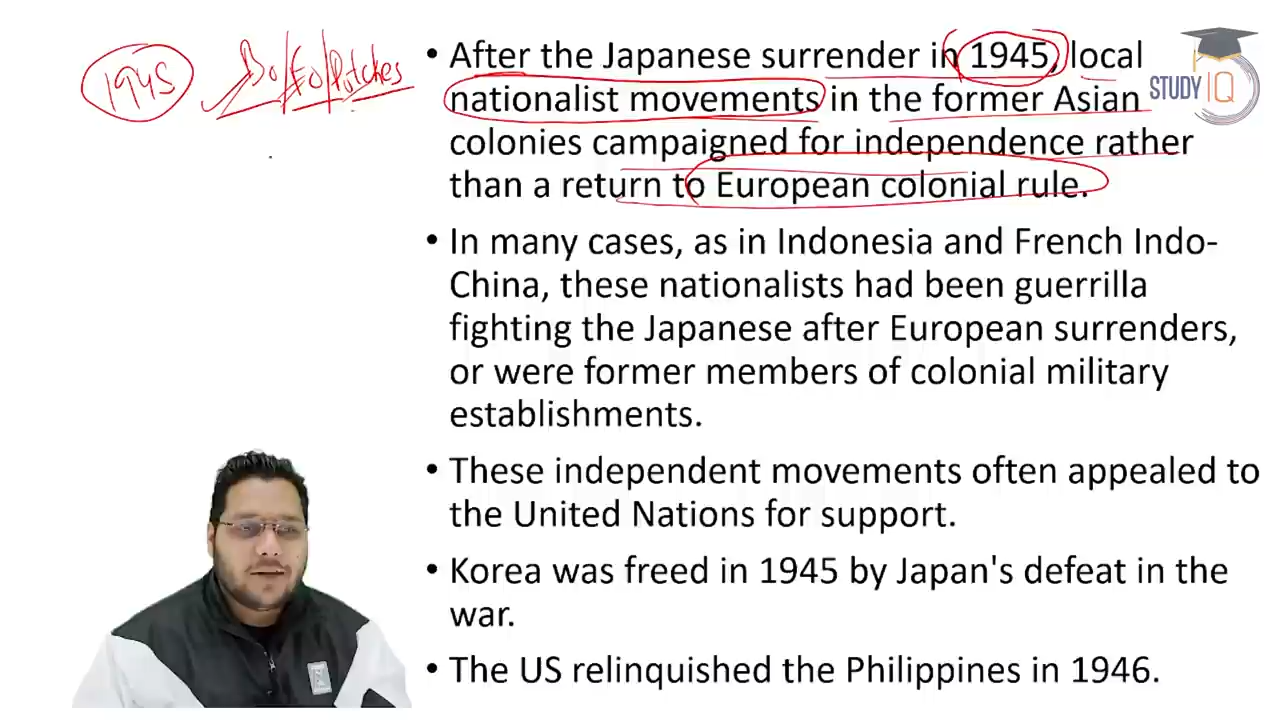 1945
• After the Japanese surrender in 1945, local
nationalist movements in the former Asian
colonies campaigned for independence rather
than a return to European colonial rule.
• In many cases, as in Indonesia and French Indo-
China, these nationalists had been guerrilla
fighting the Japanese after European surrenders,
or were former members of colonial military
establishments.
• These independent movements often appealed to
the United Nations for support.
• Korea was freed in 1945 by Japan's defeat in the
war.
• The US relinquished the Philippines in 1946.
STUDY IQ